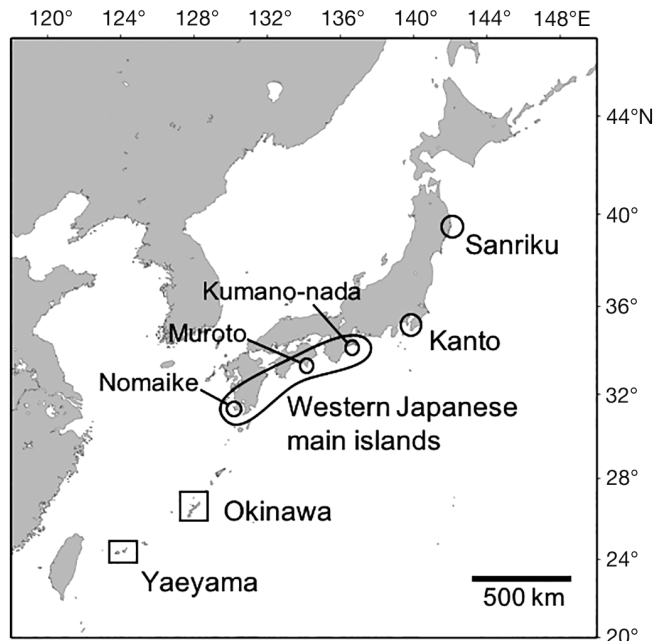 120° 124° 128° 132° 136° 140° 144° 148°E
44°N
40°
Sanriku
36°
Kumano-nada
Muroto
Kanto
Nomaike
32°
Western Japanese
main islands
28°
Okinawa
24°
Yaeyama
500 km
20°